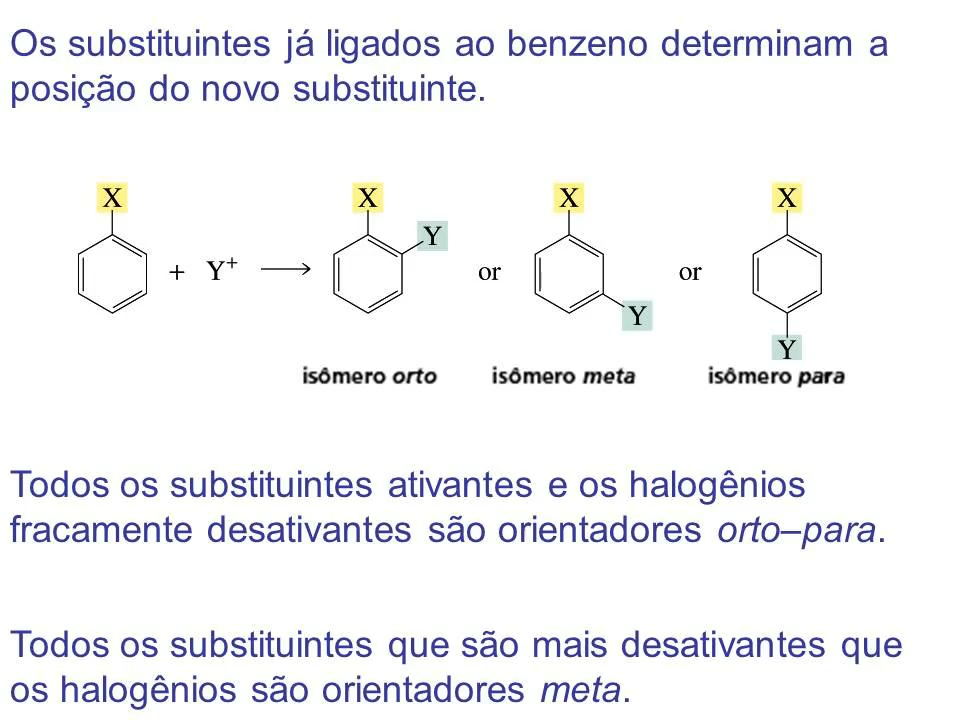 Os substituintes já ligados ao benzeno determinam a
posição do novo substituinte.
X X X X
Y
+ Y⁺ or or
Y
Y
isômero orto isômero meta isômero para
Todos os substituintes ativantes e os halogênios
fracamente desativantes são orientadores orto–para.
Todos os substituintes que são mais desativantes que
os halogênios são orientadores meta.